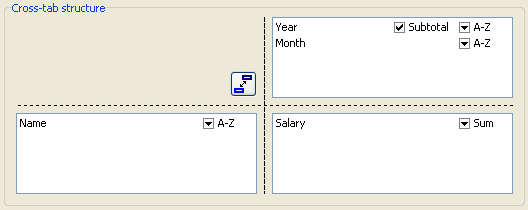 Cross-tab structure
Year Subtotal A-Z
Month A-Z
Name A-Z
Salary Sum